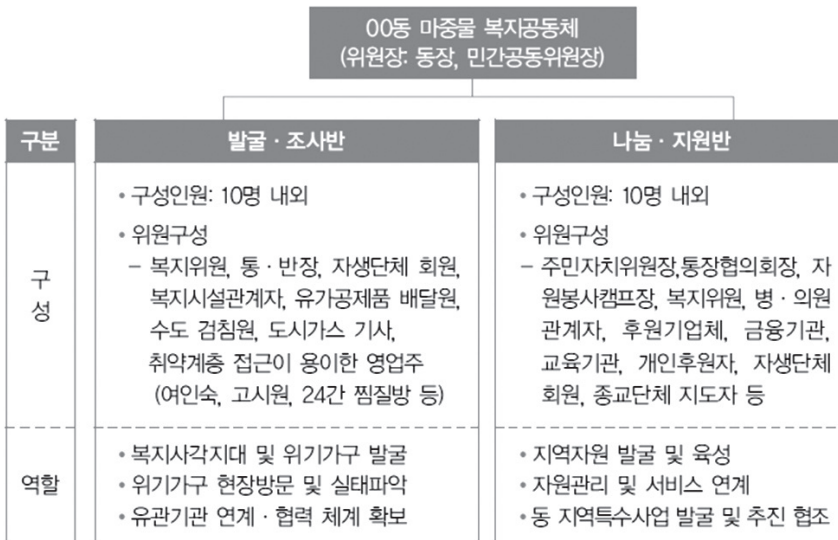 00동 마중물 복지공동체
(위원장: 동장, 민간공동위원장)
구분
발굴 · 조사반
나눔 · 지원반
구
성
• 구성인원: 10명 내외
• 위원구성
– 복지위원, 통 · 반장, 자생단체 회원,
복지시설관계자, 유가공제품 배달원,
수도 검침원, 도시가스 기사,
취약계층 접근이 용이한 영업주
(여인숙, 고시원, 24간 찜질방 등)
• 구성인원: 10명 내외
• 위원구성
– 주민자치위원장,통장협의회장, 자
원봉사캠프장, 복지위원, 병 · 의원
관계자, 후원기업체, 금융기관,
교육기관, 개인후원자, 자생단체
회원, 종교단체 지도자 등
역할
• 복지사각지대 및 위기가구 발굴
• 위기가구 현장방문 및 실태파악
• 유관기관 연계 · 협력 체계 확보
• 지역자원 발굴 및 육성
• 자원관리 및 서비스 연계
• 동 지역특수사업 발굴 및 추진 협조